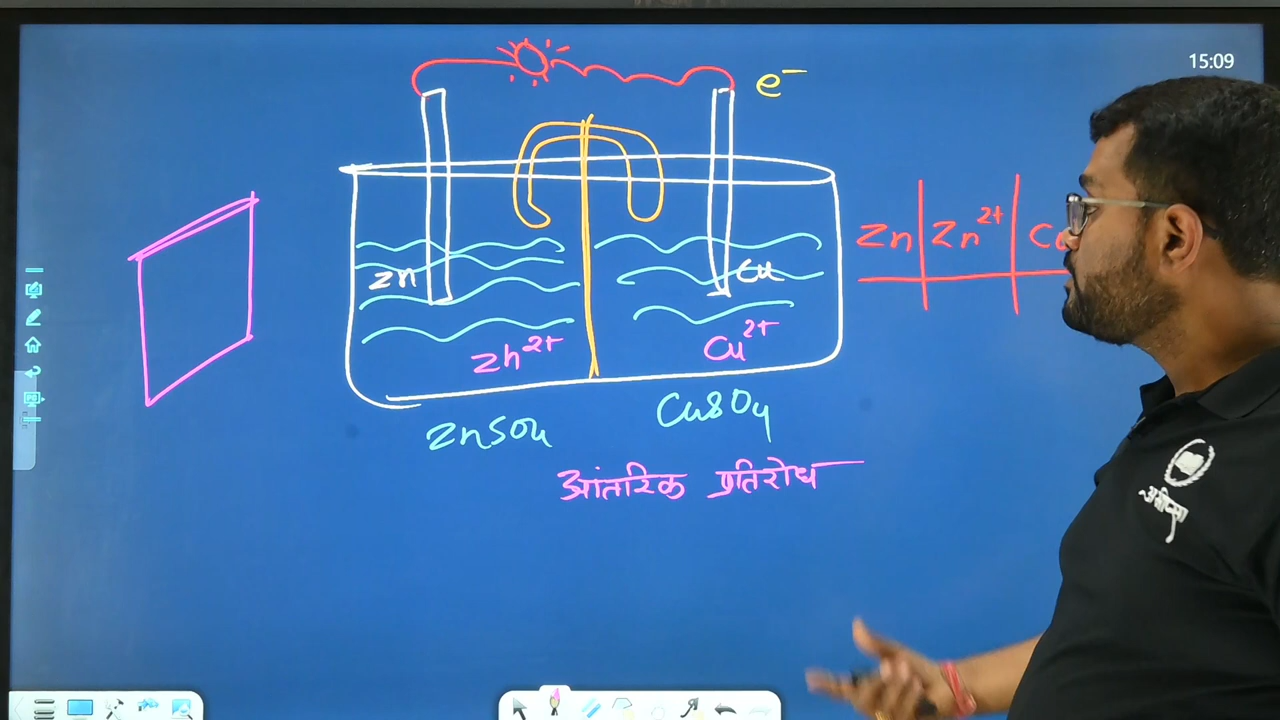 15:09
e⁻
Zn Zn²⁺
Zn Cu
Zn²⁺ Cu²⁺
ZnSO₄ CuSO₄
आंतरिक प्रतिरोध